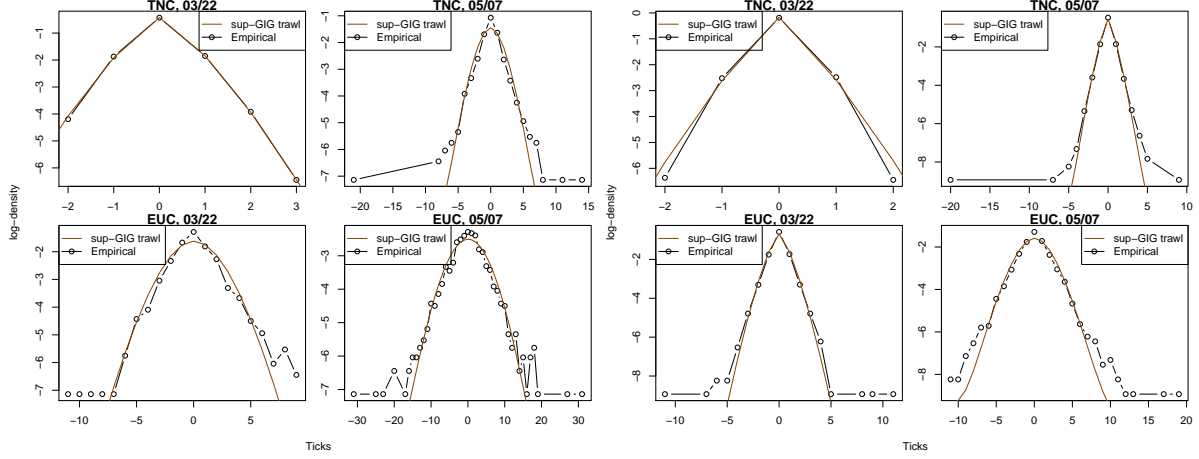 TNC, 03/22
sup−GIG trawl
Empirical
−1
−2
−3
−4
−5
−6
−2 −1 0 1 2 3
TNC, 05/07
sup−GIG trawl
Empirical
−1
−2
−3
−4
−5
−6
−7
−20 −15 −10 −5 0 5 10 15
EUC, 03/22
sup−GIG trawl
Empirical
−2
−3
−4
−5
−6
−7
−10 −5 0 5
EUC, 05/07
sup−GIG trawl
Empirical
−3
−4
−5
−6
−7
−30 −20 −10 0 10 20 30
log−density
Ticks
TNC, 03/22
sup−GIG trawl
Empirical
0
−1
−2
−3
−4
−5
−6
−2 −1 0 1 2
TNC, 05/07
sup−GIG trawl
Empirical
−2
−4
−6
−8
−20 −15 −10 −5 0 5 10
EUC, 03/22
sup−GIG trawl
Empirical
−2
−4
−6
−8
−10 −5 0 5 10
EUC, 05/07
sup−GIG trawl
Empirical
−2
−4
−6
−8
−10 −5 0 5 10 15 20
log−density
Ticks